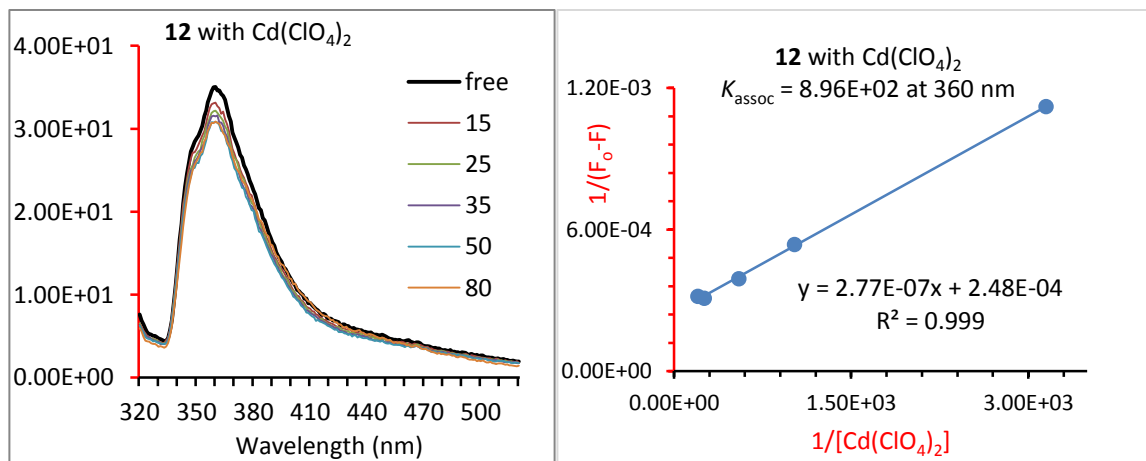 12 with Cd(ClO₄)₂
4.00E+01
3.00E+01
2.00E+01
1.00E+01
0.00E+00
free
15
25
35
50
80
320 350 380 410 440 470 500
Wavelength (nm)
12 with Cd(ClO₄)₂
Kassoc = 8.96E+02 at 360 nm
1.20E-03
6.00E-04
0.00E+00
1/(Fₒ-F)
y = 2.77E-07x + 2.48E-04
R² = 0.999
0.00E+00 1.50E+03 3.00E+03
1/[Cd(ClO₄)₂]